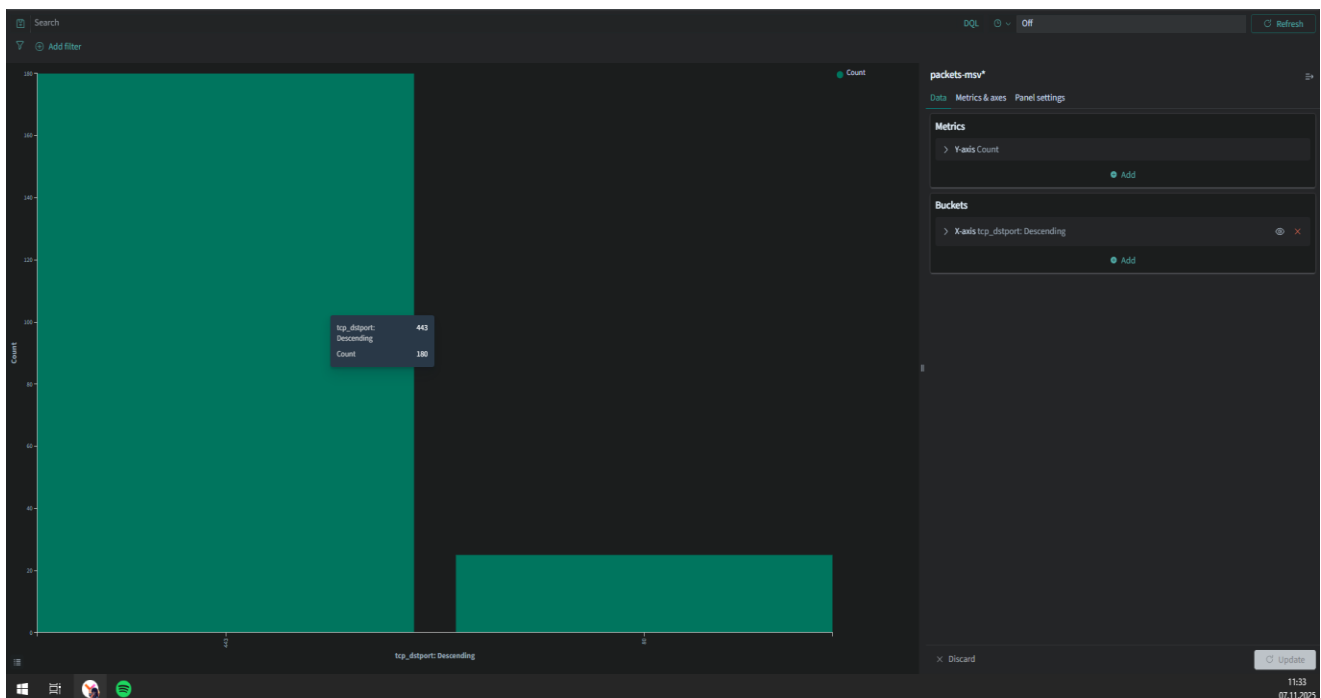 Search
DQL
Off
Refresh
Add filter
Count
packets-msv*
Data Metrics & axes Panel settings
Metrics
Y-axis Count
Add
Buckets
X-axis tcp_dstport: Descending
Add
180
160
140
120
100
80
60
40
20
0
Count
tcp_dstport: 443
Descending
Count 180
443
80
tcp_dstport: Descending
Discard
Update
11:33
07.11.2025